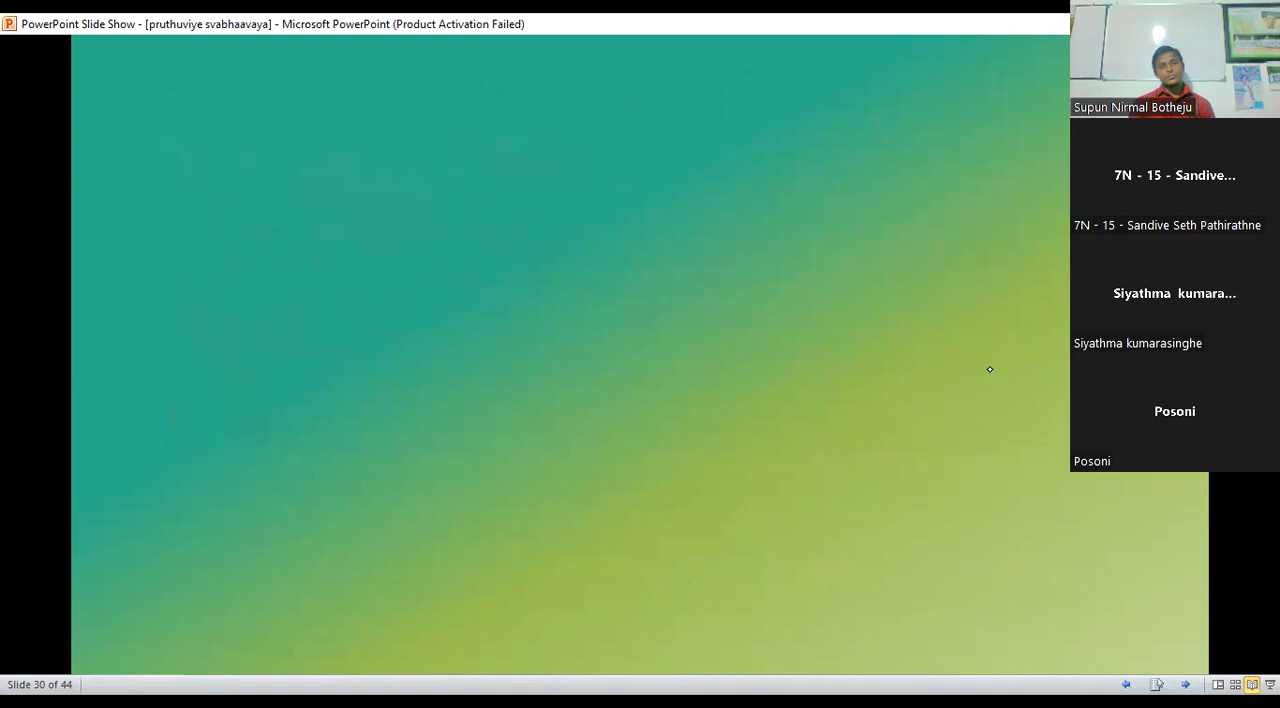 PowerPoint Slide Show - [pruthuviye svabhaavaya] - Microsoft PowerPoint (Product Activation Failed)
Supun Nirmal Botheju
7N - 15 - Sandive...
7N - 15 - Sandive Seth Pathirathne
Siyathma kumara...
Siyathma kumarasinghe
Posoni
Posoni
Slide 30 of 44